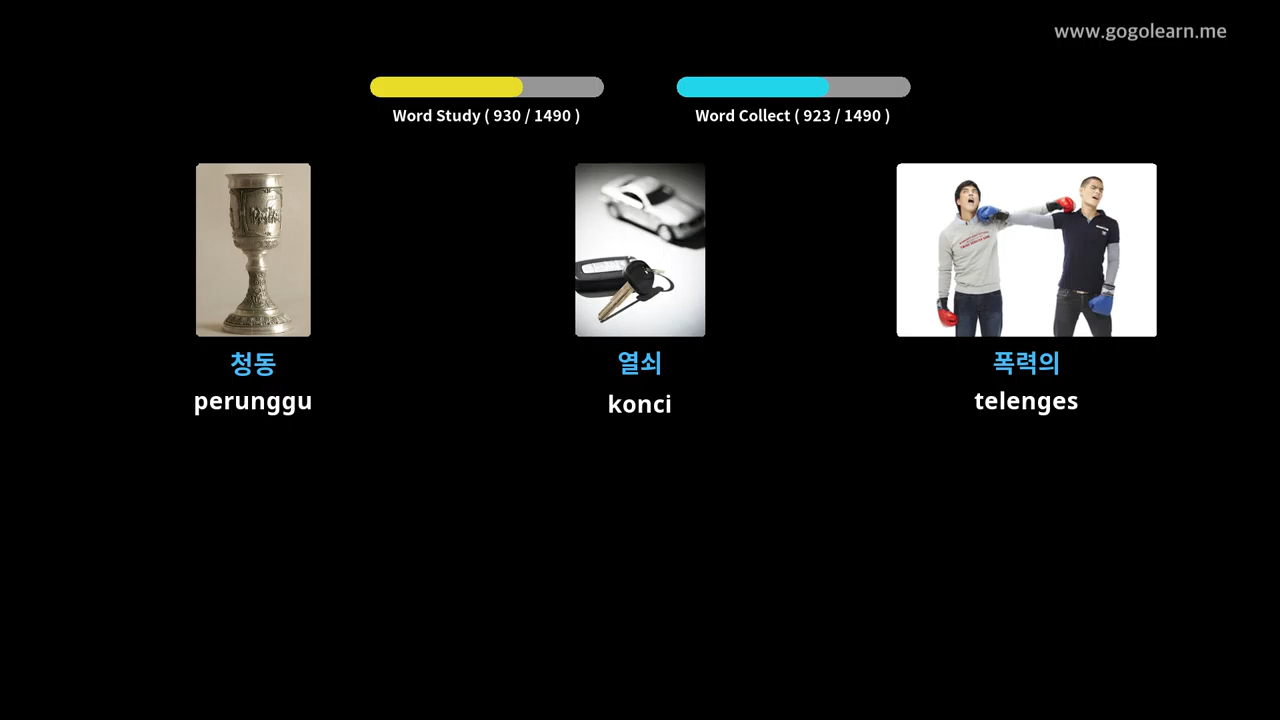 www.gogolearn.me
Word Study ( 930 / 1490 )
Word Collect ( 923 / 1490 )
청동
perunggu
열쇠
konci
폭력의
telenges